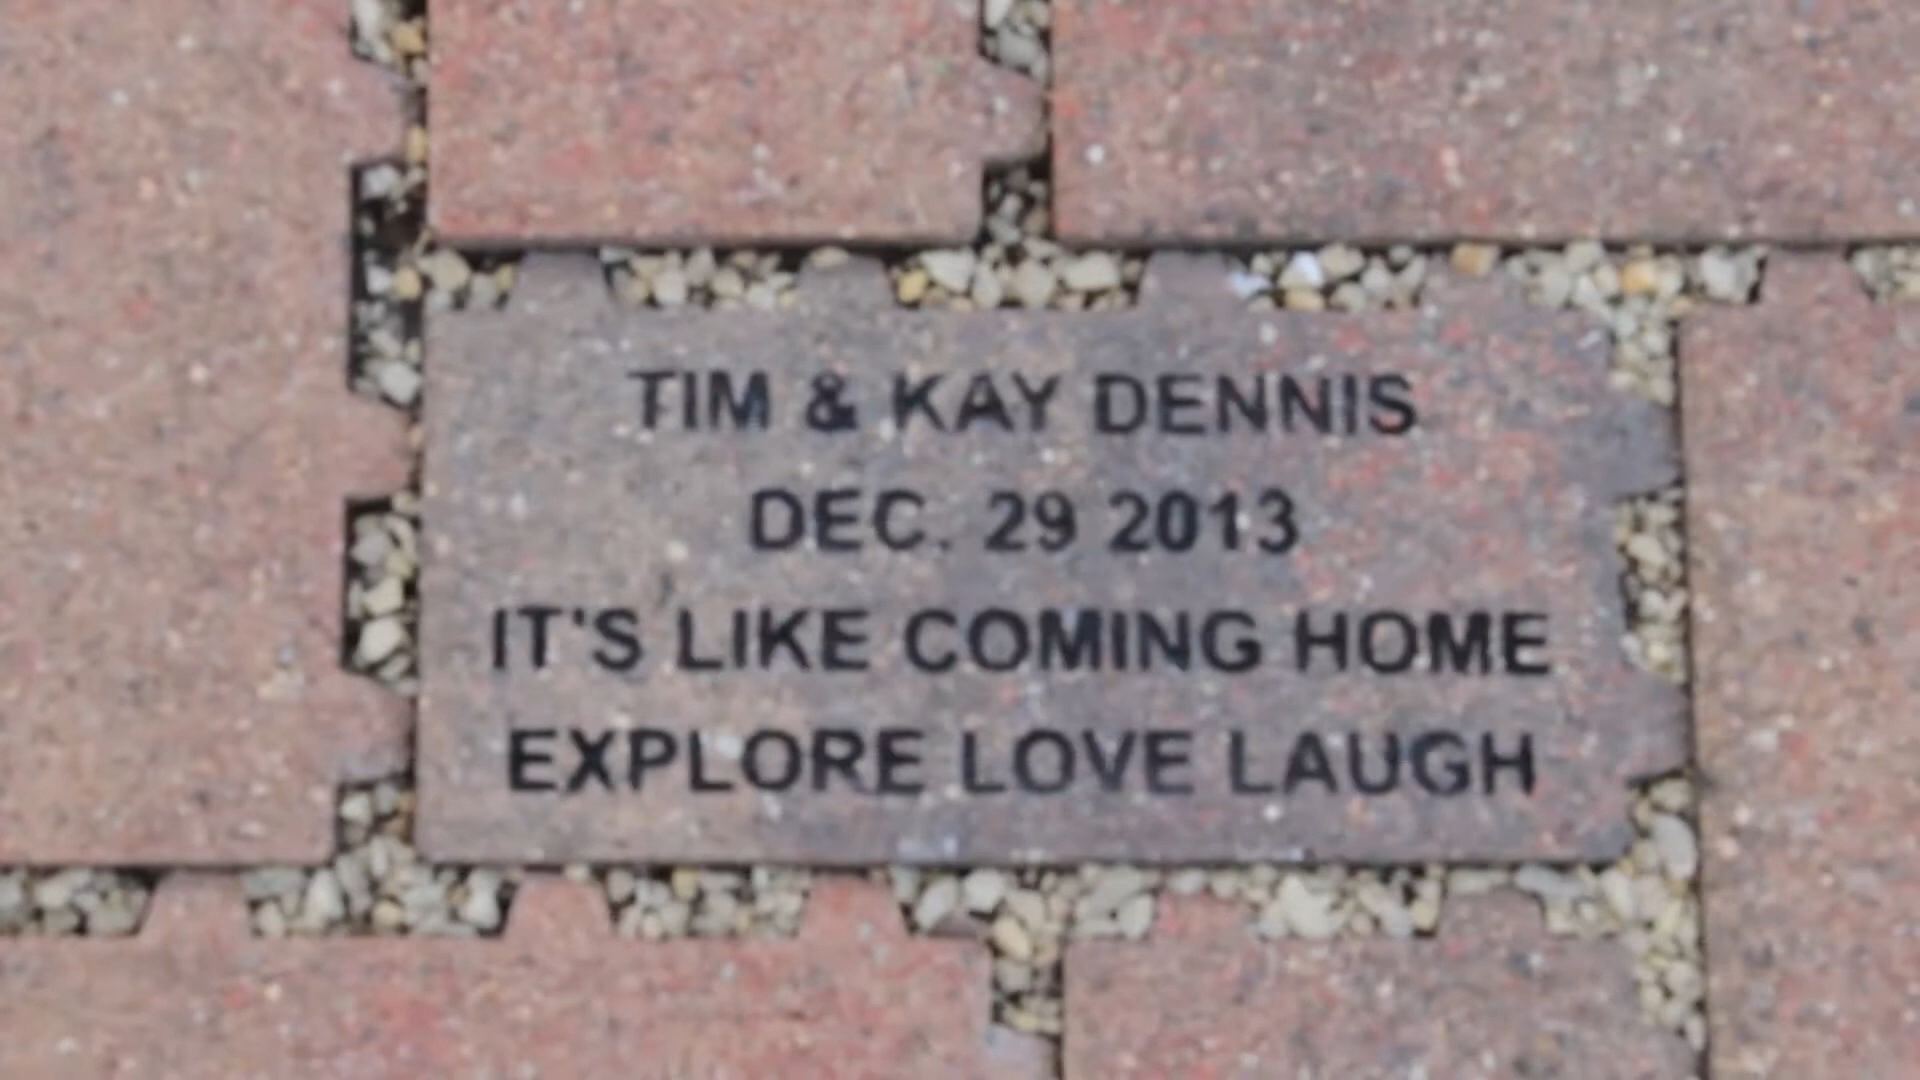 TIM & KAY DENNIS
DEC. 29 2013
IT'S LIKE COMING HOME
EXPLORE LOVE LAUGH